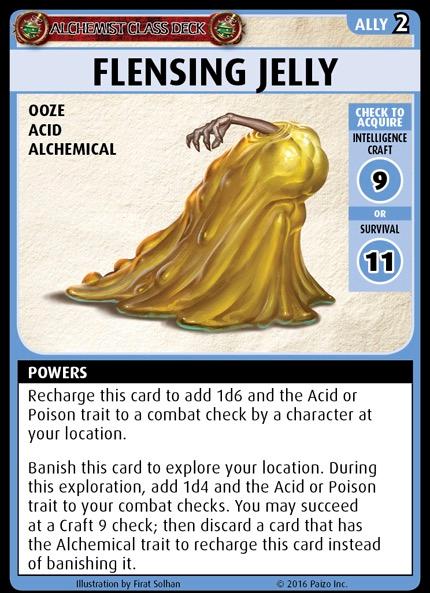 ALCHEMIST CLASS DECK
ALLY 2
FLENSING JELLY
OOZE
ACID
ALCHEMICAL
CHECK TO
ACQUIRE
INTELLIGENCE
CRAFT
9
OR
SURVIVAL
11
POWERS
Recharge this card to add 1d6 and the Acid or
Poison trait to a combat check by a character at
your location.
Banish this card to explore your location. During
this exploration, add 1d4 and the Acid or Poison
trait to your combat checks. You may succeed
at a Craft 9 check; then discard a card that has
the Alchemical trait to recharge this card instead
of banishing it.
Illustration by Firat Solhan
© 2016 Paizo Inc.